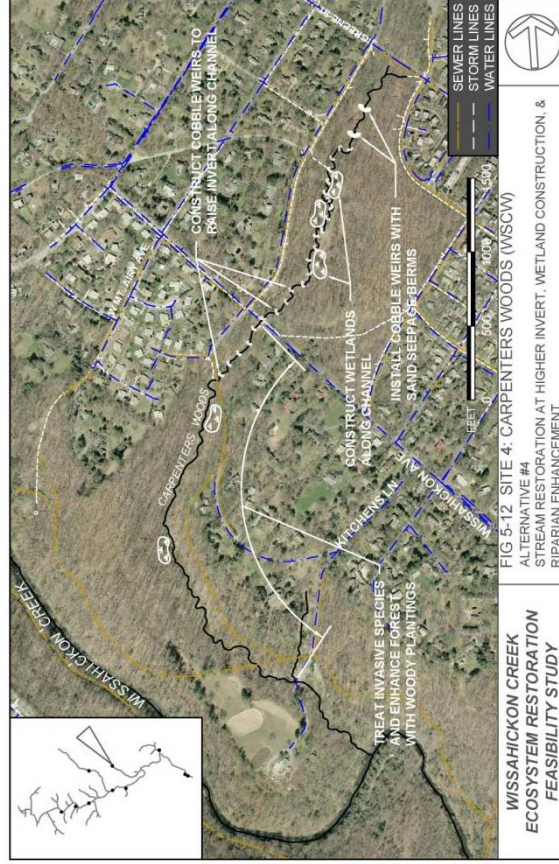 WISSAHICKON CREEK
CARPENTERS WOODS
CONSTRUCT COBBLE WEIRS TO
RAISE INVERT ALONG CHANNEL
CONSTRUCT WETLANDS
ALONG CHANNEL
INSTALL COBBLE WEIRS WITH
SAND SEEPAGE BERMS
TREAT INVASIVE SPECIES
AND ENHANCE FOREST
WITH WOODY PLANTINGS
KITCHENS LN
WISSAHICKON AVE
MT AIRY AVE
FEET
0
500
1000
1500
SEWER LINES
STORM LINES
WATER LINES
WISSAHICKON CREEK
ECOSYSTEM RESTORATION
FEASIBILITY STUDY
FIG 5-12 SITE 4: CARPENTERS WOODS (WSCW)
ALTERNATIVE #4
STREAM RESTORATION AT HIGHER INVERT, WETLAND CONSTRUCTION, &
RIPARIAN ENHANCEMENT